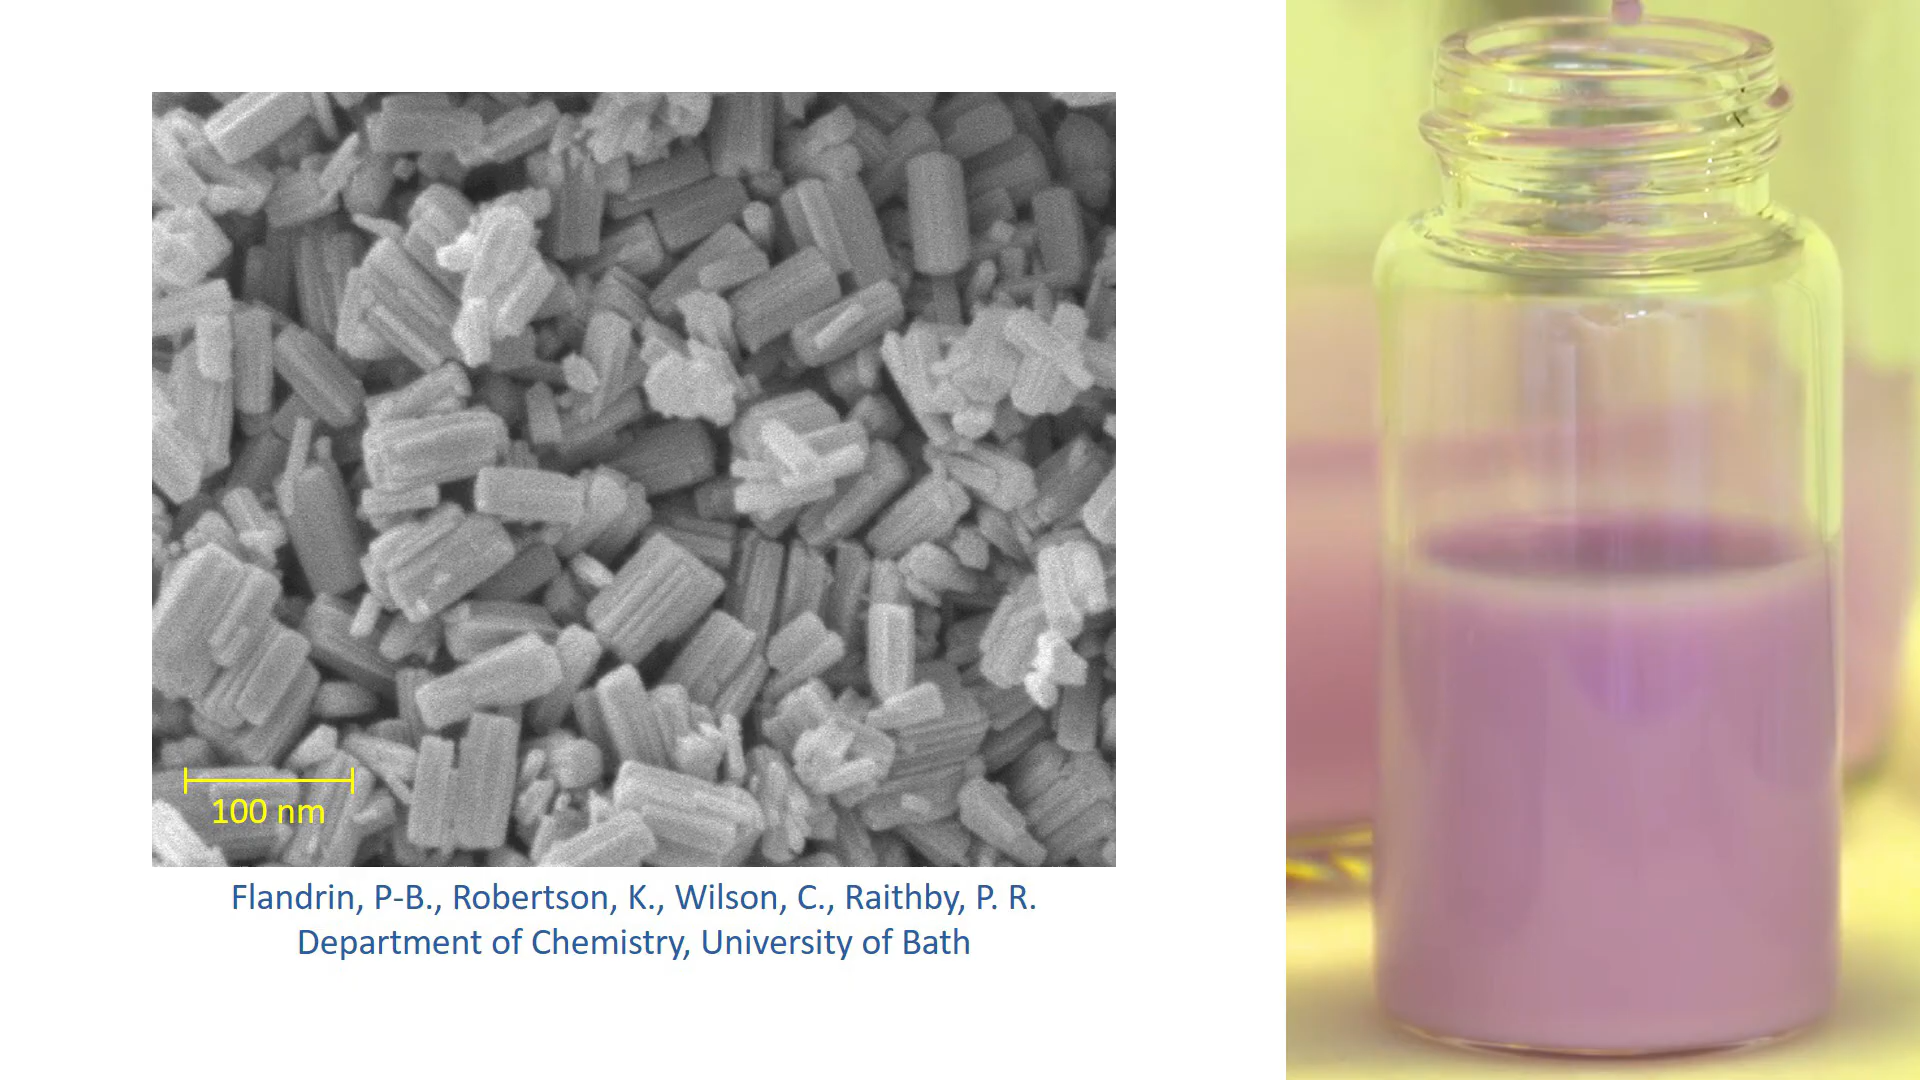 100 nm
Flandrin, P-B., Robertson, K., Wilson, C., Raithby, P. R.
Department of Chemistry, University of Bath